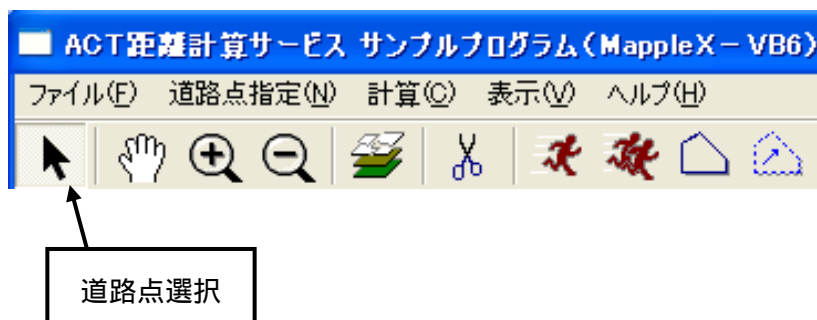 ACT距離計算サービス サンプルプログラム(MappleX－VB6)
ファイル(F) 道路点指定(N) 計算(C) 表示(V) ヘルプ(H)
道路点選択